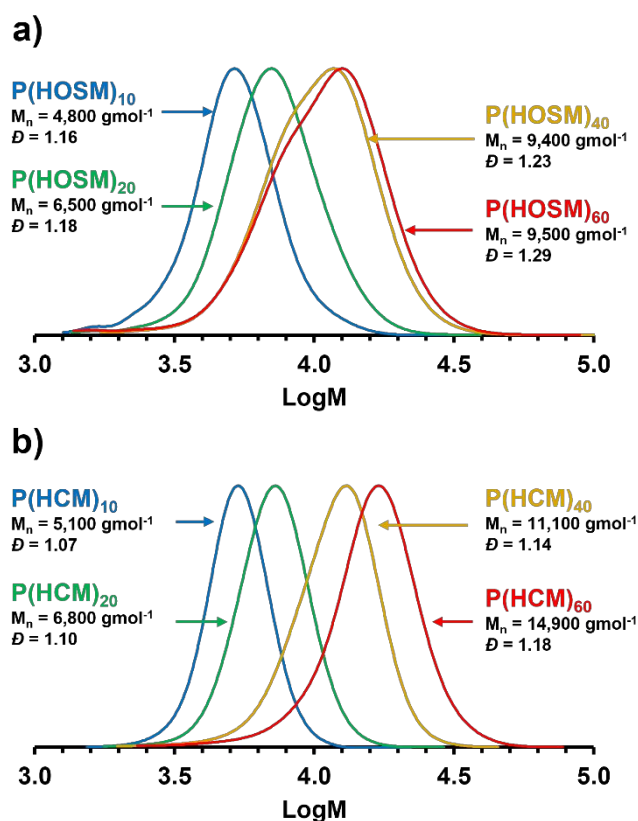 a)
P(HOSM)₁₀
Mₙ = 4,800 gmol⁻¹
Đ = 1.16
P(HOSM)₂₀
Mₙ = 6,500 gmol⁻¹
Đ = 1.18
P(HOSM)₄₀
Mₙ = 9,400 gmol⁻¹
Đ = 1.23
P(HOSM)₆₀
Mₙ = 9,500 gmol⁻¹
Đ = 1.29
3.0 3.5 4.0 4.5 5.0
LogM
b)
P(HCM)₁₀
Mₙ = 5,100 gmol⁻¹
Đ = 1.07
P(HCM)₂₀
Mₙ = 6,800 gmol⁻¹
Đ = 1.10
P(HCM)₄₀
Mₙ = 11,100 gmol⁻¹
Đ = 1.14
P(HCM)₆₀
Mₙ = 14,900 gmol⁻¹
Đ = 1.18
3.0 3.5 4.0 4.5 5.0
LogM